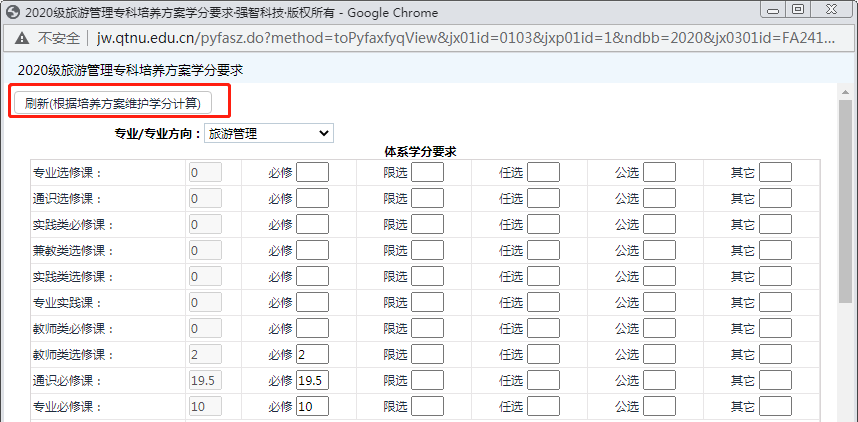 2020级旅游管理专科培养方案学分要求·强智科技·版权所有 - Google Chrome
不安全 | jw.qtnu.edu.cn/pyfasz.do?method=toPyfaxfyqView&jx01id=0103&jxp01id=1&ndbb=2020&jx0301id=FA241...
2020级旅游管理专科培养方案学分要求
刷新(根据培养方案维护学分计算)
专业/专业方向： 旅游管理
体系学分要求
专业选修课： 0 必修 限选 任选 公选 其它
通识选修课： 0 必修 限选 任选 公选 其它
实践类必修课： 0 必修 限选 任选 公选 其它
兼教类选修课： 0 必修 限选 任选 公选 其它
实践类选修课： 0 必修 限选 任选 公选 其它
专业实践课： 0 必修 限选 任选 公选 其它
教师类必修课： 0 必修 限选 任选 公选 其它
教师类选修课： 2 必修 2 限选 任选 公选 其它
通识必修课： 19.5 必修 19.5 限选 任选 公选 其它
专业必修课： 10 必修 10 限选 任选 公选 其它